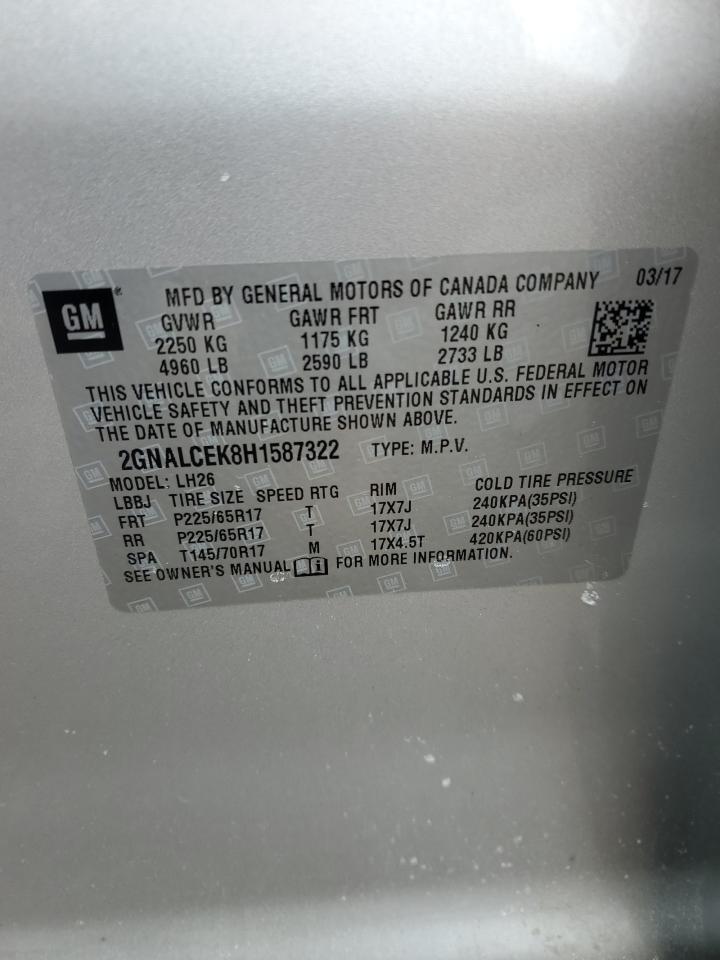 GM® MFD BY GENERAL MOTORS OF CANADA COMPANY 03/17
GVWR GAWR FRT GAWR RR
2250 KG 1175 KG 1240 KG
4960 LB 2590 LB 2733 LB
THIS VEHICLE CONFORMS TO ALL APPLICABLE U.S. FEDERAL MOTOR
VEHICLE SAFETY AND THEFT PREVENTION STANDARDS IN EFFECT ON
THE DATE OF MANUFACTURE SHOWN ABOVE.
2GNALCEK8H1587322 TYPE: M.P.V.
MODEL: LH26
LBBJ TIRE SIZE SPEED RTG RIM COLD TIRE PRESSURE
FRT P225/65R17 T 17X7J 240KPA(35PSI)
RR P225/65R17 T 17X7J 240KPA(35PSI)
SPA T145/70R17 M 17X4.5T 420KPA(60PSI)
SEE OWNER'S MANUAL FOR MORE INFORMATION.